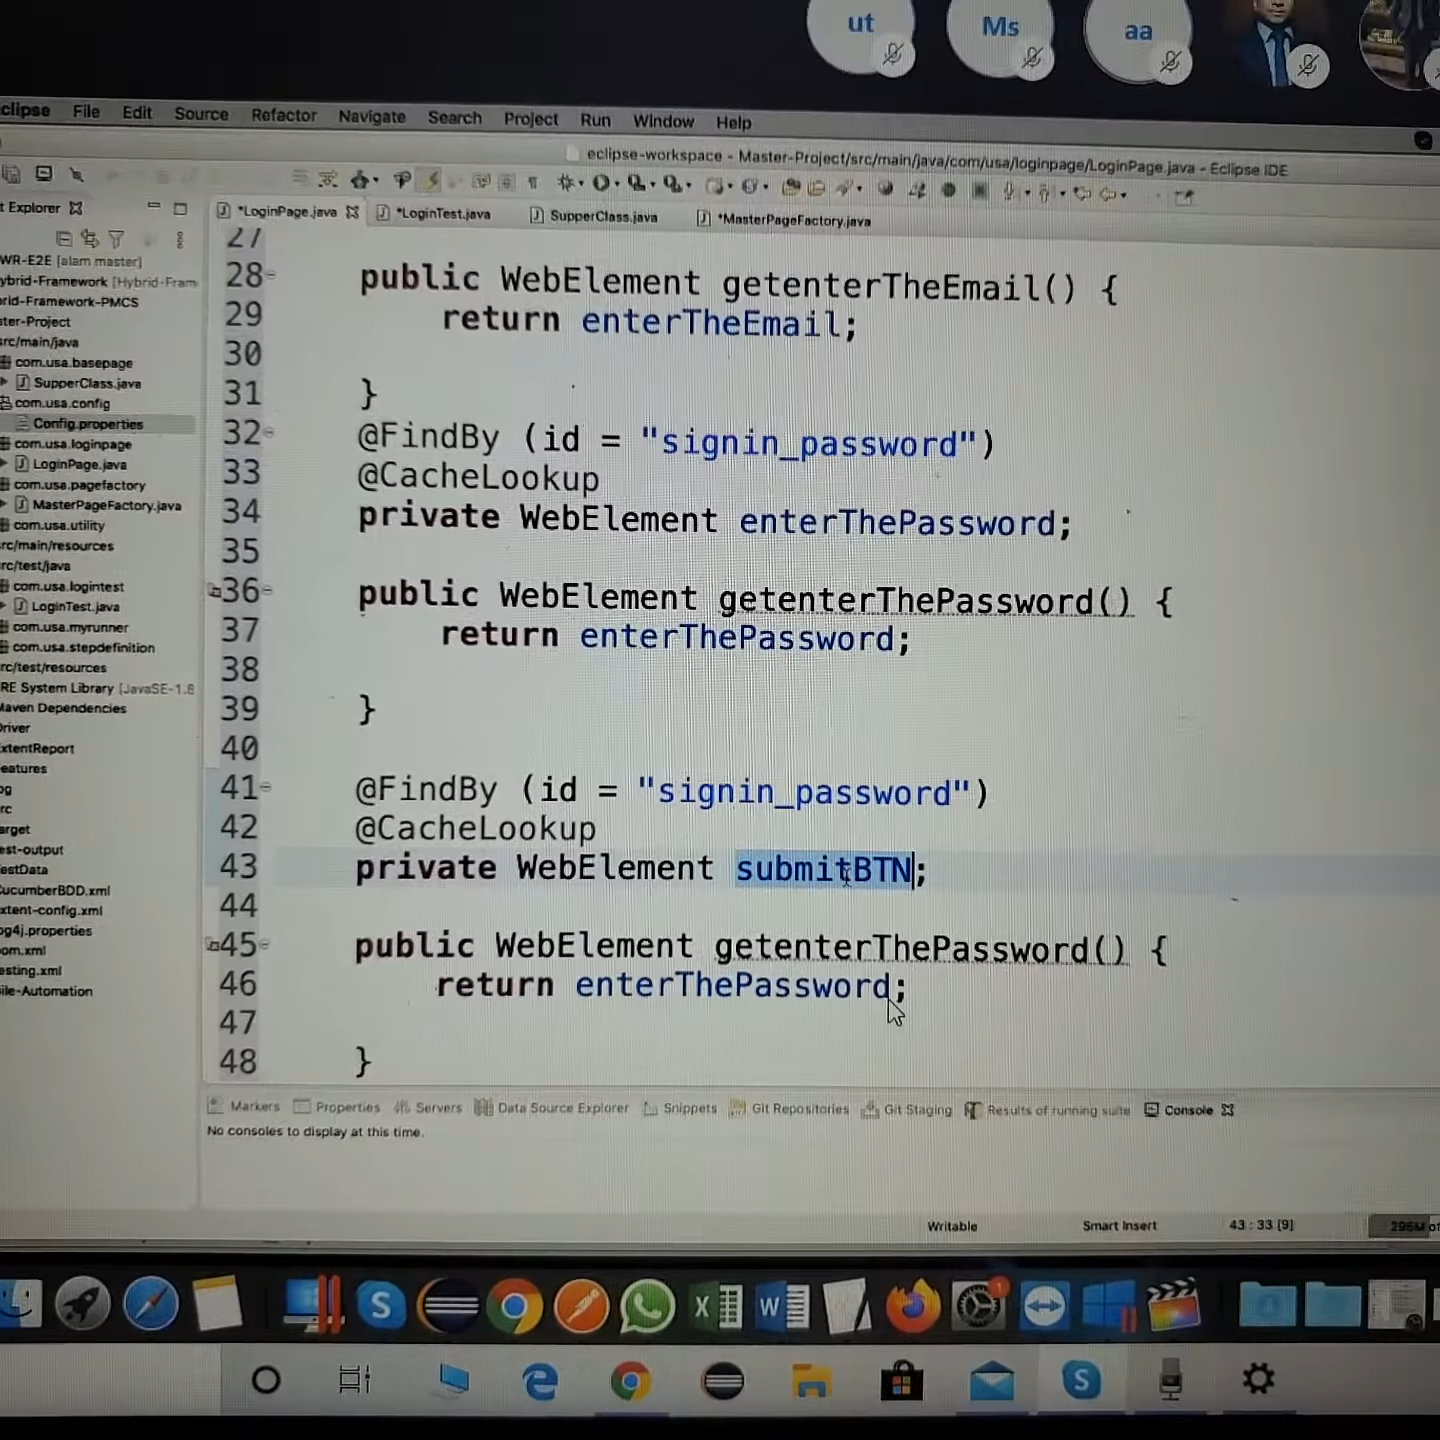 ut
Ms
aa
clipse File Edit Source Refactor Navigate Search Project Run Window Help
eclipse-workspace - Master-Project/src/main/java/com/usa/loginpage/LoginPage.java - Eclipse IDE
t Explorer
*LoginPage.java *LoginTest.java SupperClass.java *MasterPageFactory.java
WR-E2E [alam master]
ybrid-Framework [Hybrid-Fram
rid-Framework-PMCS
ster-Project
rc/main/java
com.usa.basepage
SupperClass.java
com.usa.config
Config.properties
com.usa.loginpage
LoginPage.java
com.usa.pagefactory
MasterPageFactory.java
com.usa.utility
rc/main/resources
rc/test/java
com.usa.logintest
LoginTest.java
com.usa.myrunner
com.usa.stepdefinition
rc/test/resources
RE System Library [JavaSE-1.8
Maven Dependencies
Driver
xtentReport
eatures
og
rc
arget
est-output
estData
CucumberBDD.xml
xtent-config.xml
og4j.properties
om.xml
esting.xml
ile-Automation
27
28 public WebElement getenterTheEmail() {
29 return enterTheEmail;
30
31 }
32 @FindBy (id = "signin_password")
33 @CacheLookup
34 private WebElement enterThePassword;
35
36 public WebElement getenterThePassword() {
37 return enterThePassword;
38
39 }
40
41 @FindBy (id = "signin_password")
42 @CacheLookup
43 private WebElement submitBTN;
44
45 public WebElement getenterThePassword() {
46 return enterThePassword;
47
48 }
Markers Properties Servers Data Source Explorer Snippets Git Repositories Git Staging Results of running suite Console
No consoles to display at this time.
Writable Smart Insert 43 : 33 [9] 295M of